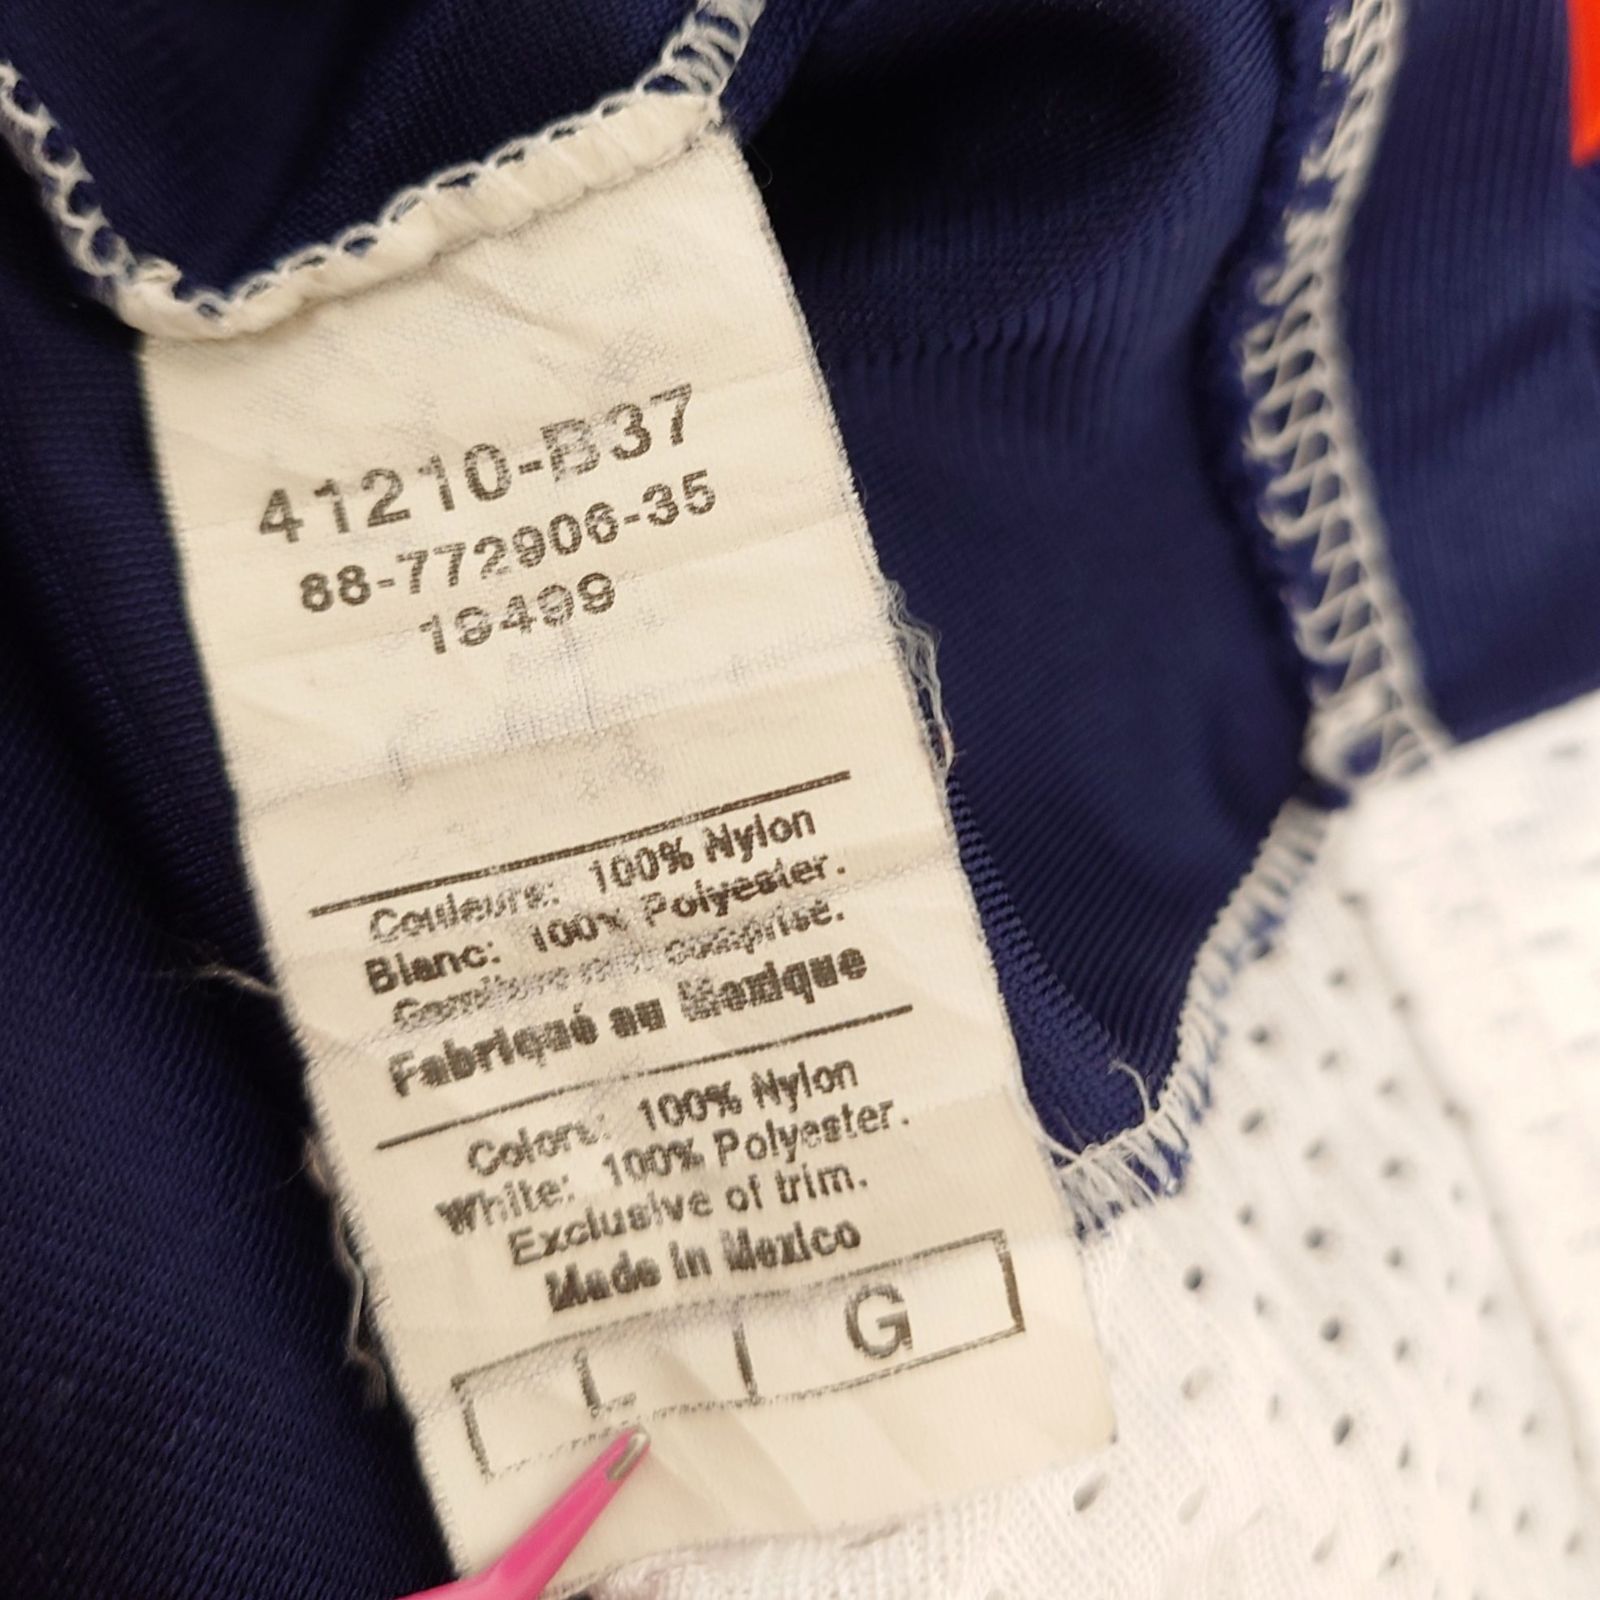 41210-B37
88-772906-35
19499
Couleurs: 100% Nylon
Blanc: 100% Polyester.
comprise.
Fabriqué au Mexique
Colors: 100% Nylon
White: 100% Polyester.
Exclusive of trim.
Made in Mexico
L G